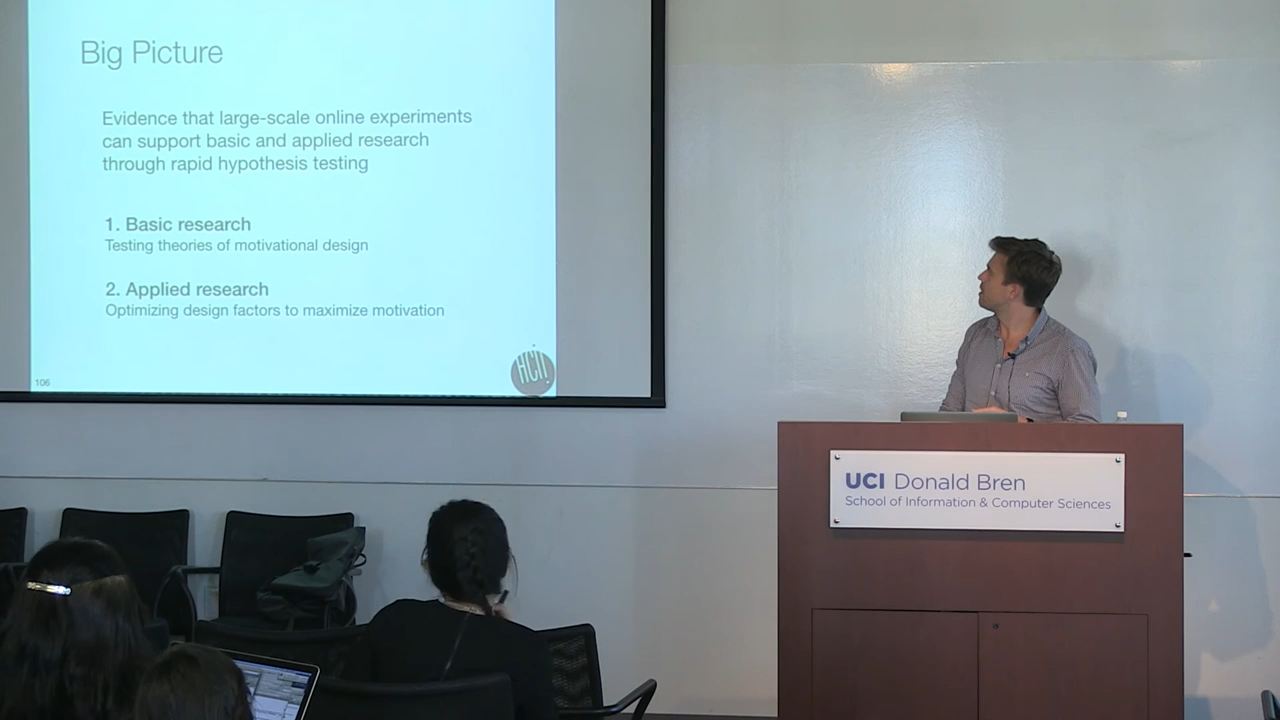 Big Picture
Evidence that large-scale online experiments
can support basic and applied research
through rapid hypothesis testing
1. Basic research
Testing theories of motivational design
2. Applied research
Optimizing design factors to maximize motivation
106
HCII
UCI Donald Bren
School of Information & Computer Sciences